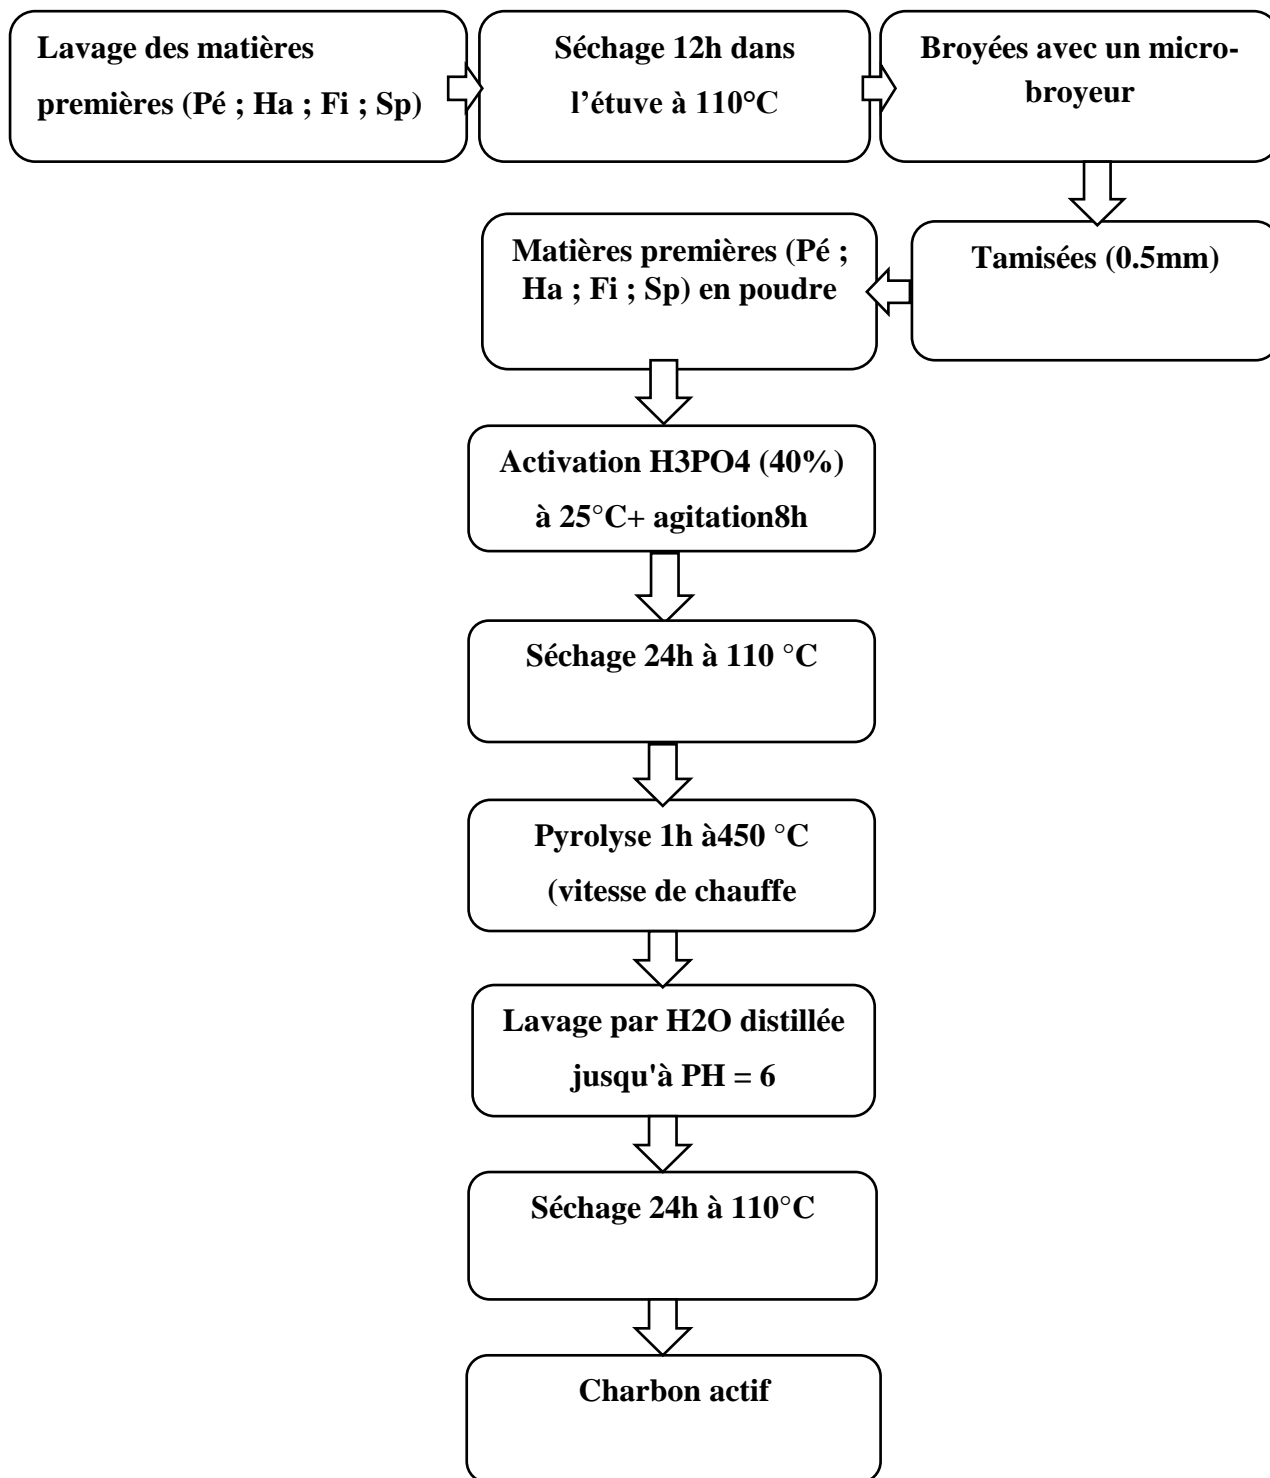 Lavage des matières
premières (Pé ; Ha ; Fi ; Sp)
Séchage 12h dans
l’étuve à 110°C
Broyées avec un micro-
broyeur
Tamisées (0.5mm)
Matières premières (Pé ;
Ha ; Fi ; Sp) en poudre
Activation H3PO4 (40%)
à 25°C+ agitation8h
Séchage 24h à 110 °C
Pyrolyse 1h à450 °C
(vitesse de chauffe
Lavage par H2O distillée
jusqu'à PH = 6
Séchage 24h à 110°C
Charbon actif